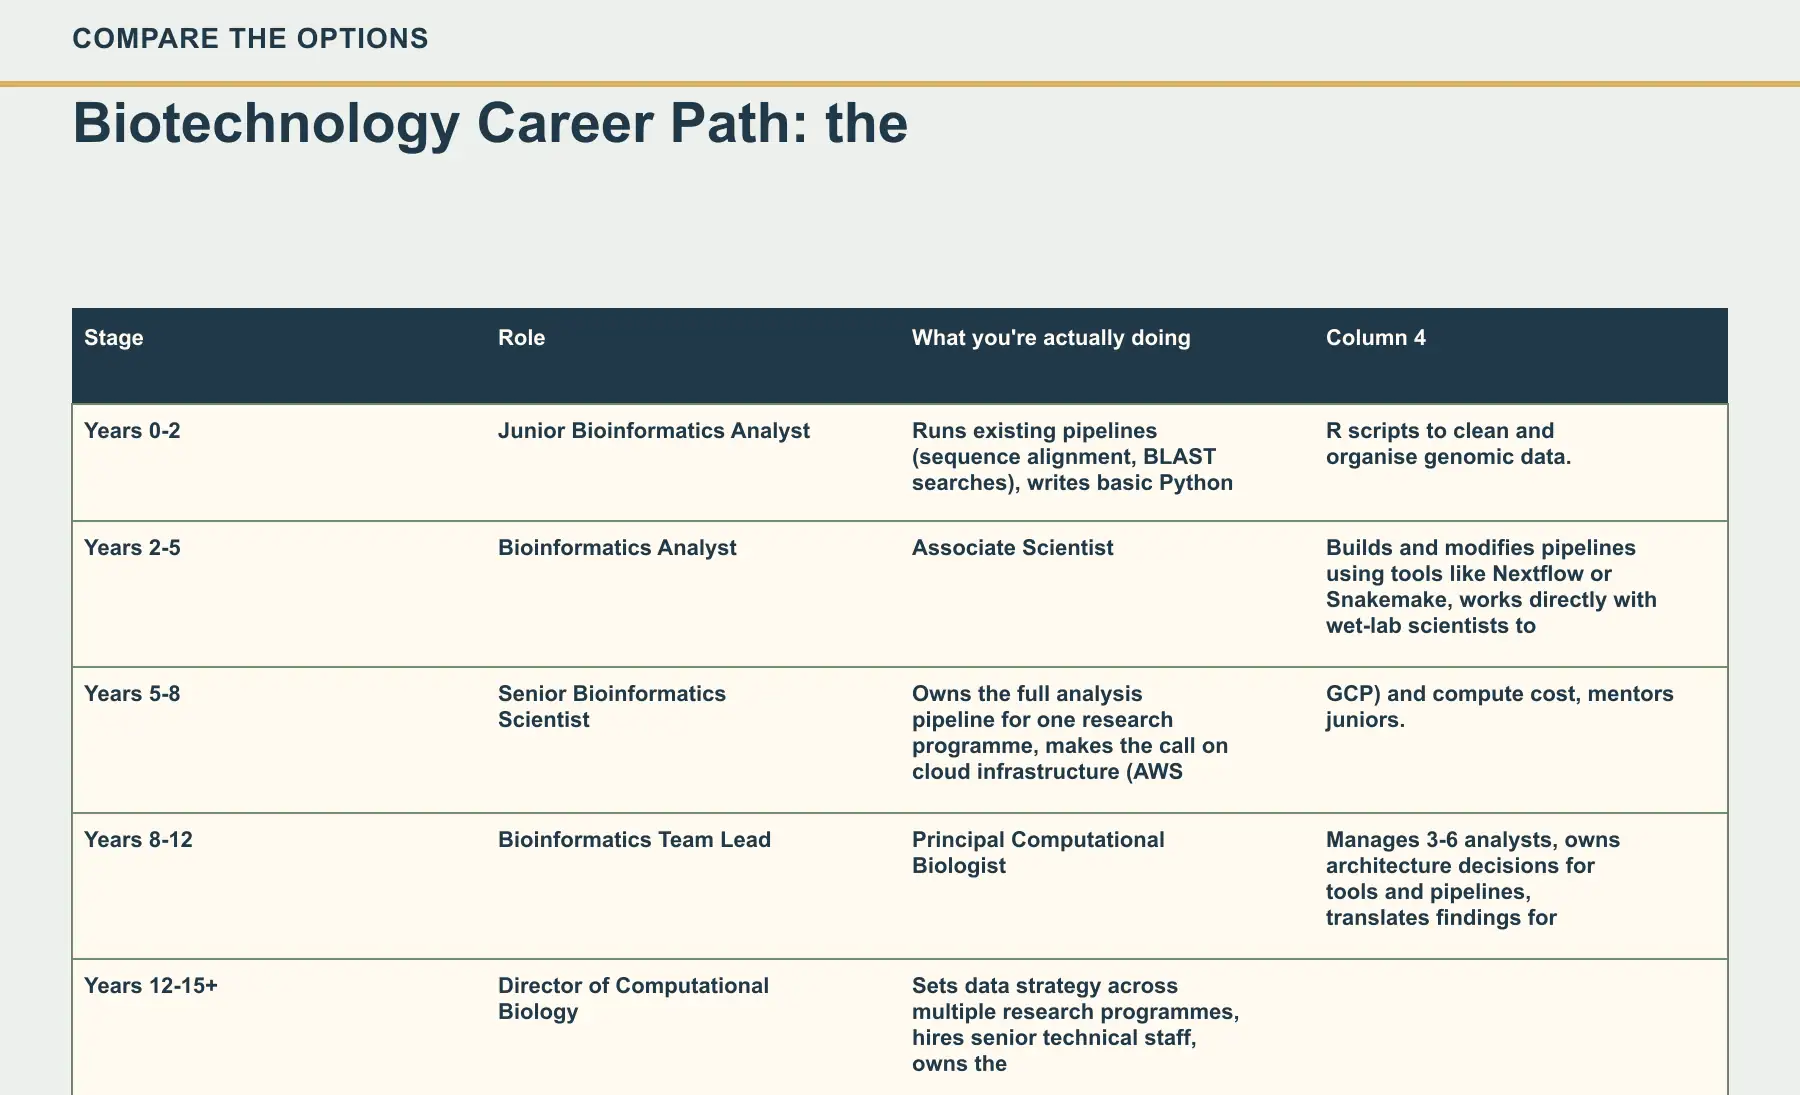 COMPARE THE OPTIONS
Biotechnology Career Path: the
Stage
Role
What you're actually doing
Column 4
Years 0-2
Junior Bioinformatics Analyst
Runs existing pipelines
(sequence alignment, BLAST
searches), writes basic Python
R scripts to clean and
organise genomic data.
Years 2-5
Bioinformatics Analyst
Associate Scientist
Builds and modifies pipelines
using tools like Nextflow or
Snakemake, works directly with
wet-lab scientists to
Years 5-8
Senior Bioinformatics
Scientist
Owns the full analysis
pipeline for one research
programme, makes the call on
cloud infrastructure (AWS
GCP) and compute cost, mentors
juniors.
Years 8-12
Bioinformatics Team Lead
Principal Computational
Biologist
Manages 3-6 analysts, owns
architecture decisions for
tools and pipelines,
translates findings for
Years 12-15+
Director of Computational
Biology
Sets data strategy across
multiple research programmes,
hires senior technical staff,
owns the